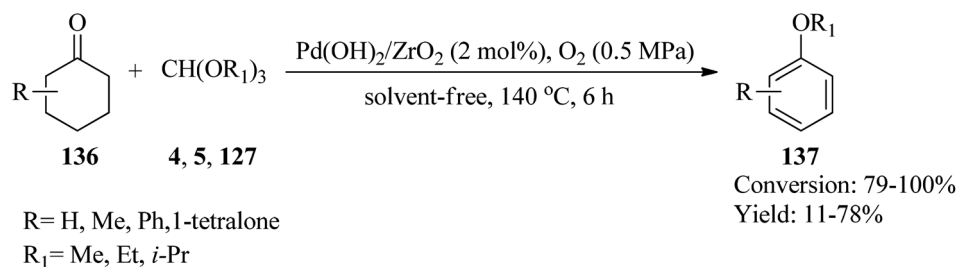 O
R
136
+
CH(OR₁)₃
4, 5, 127
Pd(OH)₂/ZrO₂ (2 mol%), O₂ (0.5 MPa)
solvent-free, 140 °C, 6 h
OR₁
R
137
Conversion: 79-100%
Yield: 11-78%
R= H, Me, Ph,1-tetralone
R₁= Me, Et, i-Pr